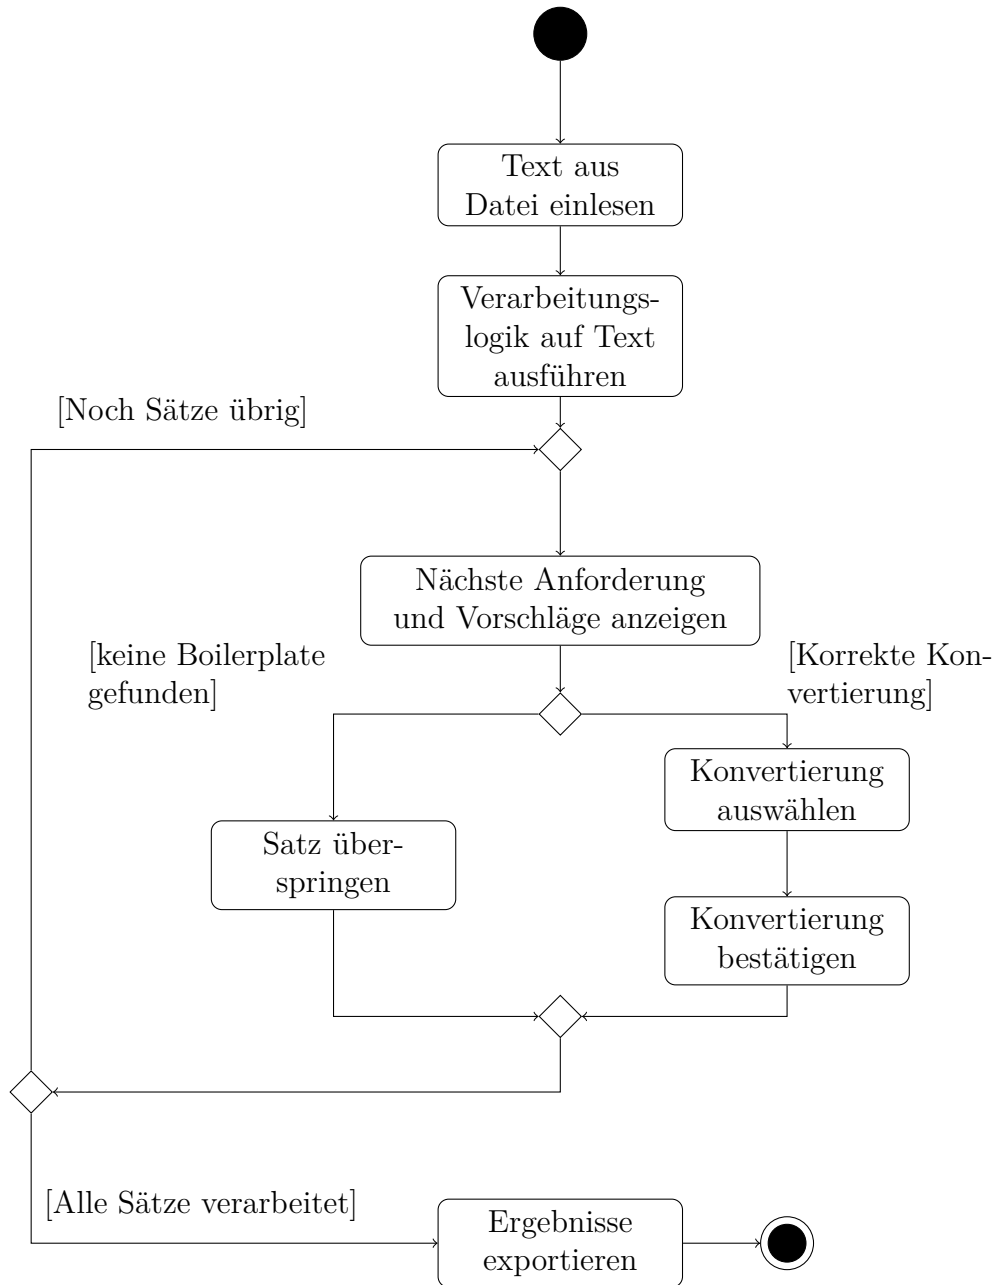 Text aus
Datei einlesen
Verarbeitungs-
logik auf Text
ausführen
[Noch Sätze übrig]
Nächste Anforderung
und Vorschläge anzeigen
[keine Boilerplate
gefunden]
[Korrekte Kon-
vertierung]
Konvertierung
auswählen
Satz über-
springen
Konvertierung
bestätigen
[Alle Sätze verarbeitet]
Ergebnisse
exportieren